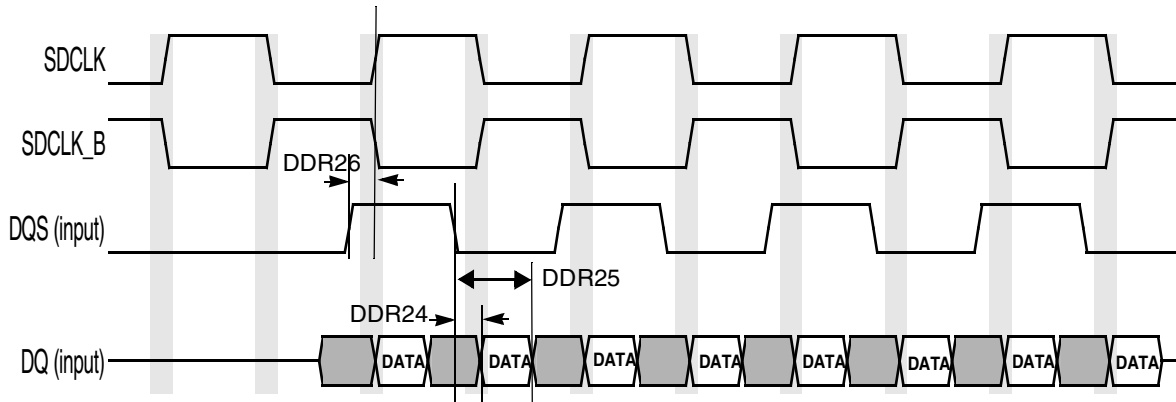 SDCLK
SDCLK_B
DDR26
DQS (input)
DDR25
DDR24
DQ (input)
DATA DATA DATA DATA DATA DATA DATA DATA